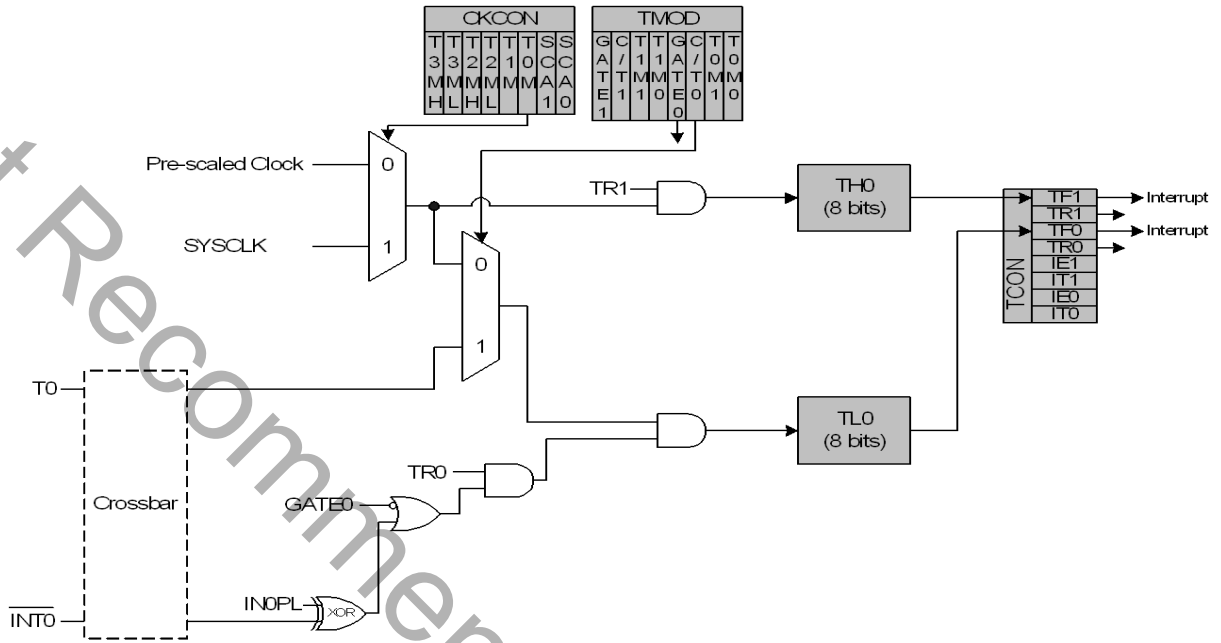 CKCON
T3MH
T3ML
T2MH
T2ML
T1M
T0M
SCA1
SCA0
TMOD
GATE1
C/T1
T1M1
T1M0
GATE0
C/T0
T0M1
T0M0
Pre-scaled Clock
0
SYSCLK
1
0
1
TR1
TH0
(8 bits)
TCON
TF1
TR1
TF0
TR0
IE1
IT1
IE0
IT0
Interrupt
Interrupt
T0
Crossbar
TR0
GATE0
TL0
(8 bits)
IN0PL
XOR
INT0
Recommen